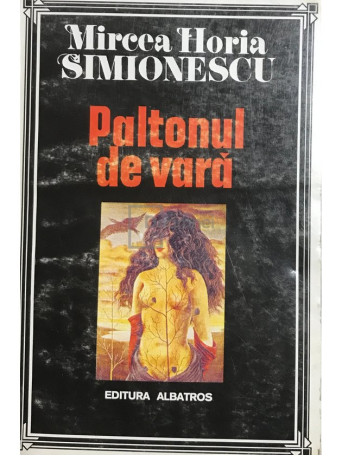 Mircea Horia
SIMIONESCU
Paltonul
de vară
EDITURA ALBATROS